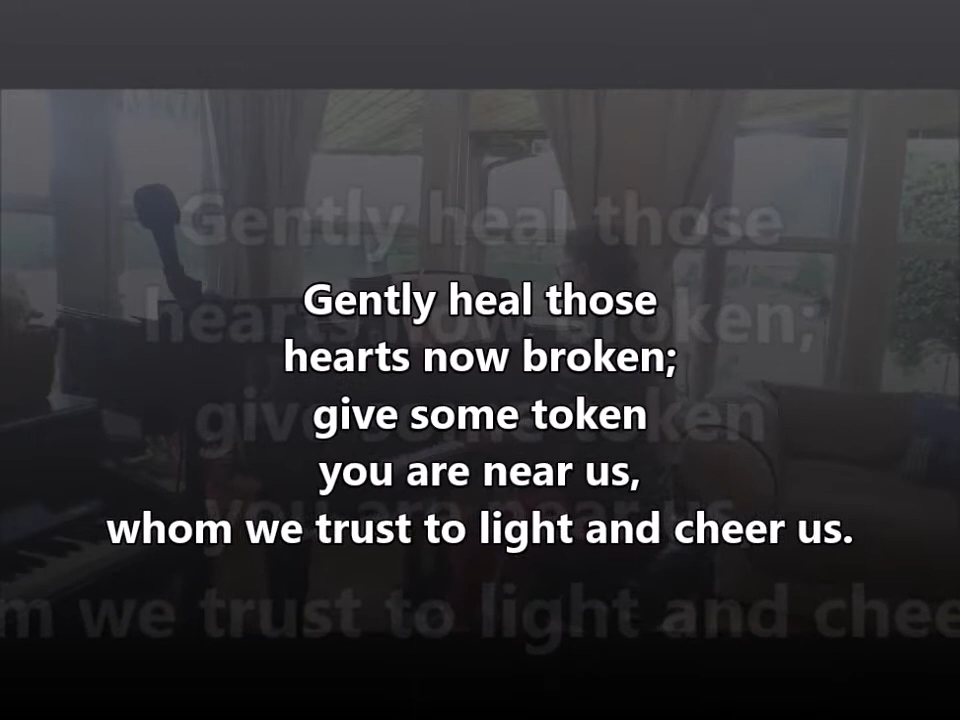 Gently heal those
hearts now broken;
give some token
you are near us,
whom we trust to light and cheer us.